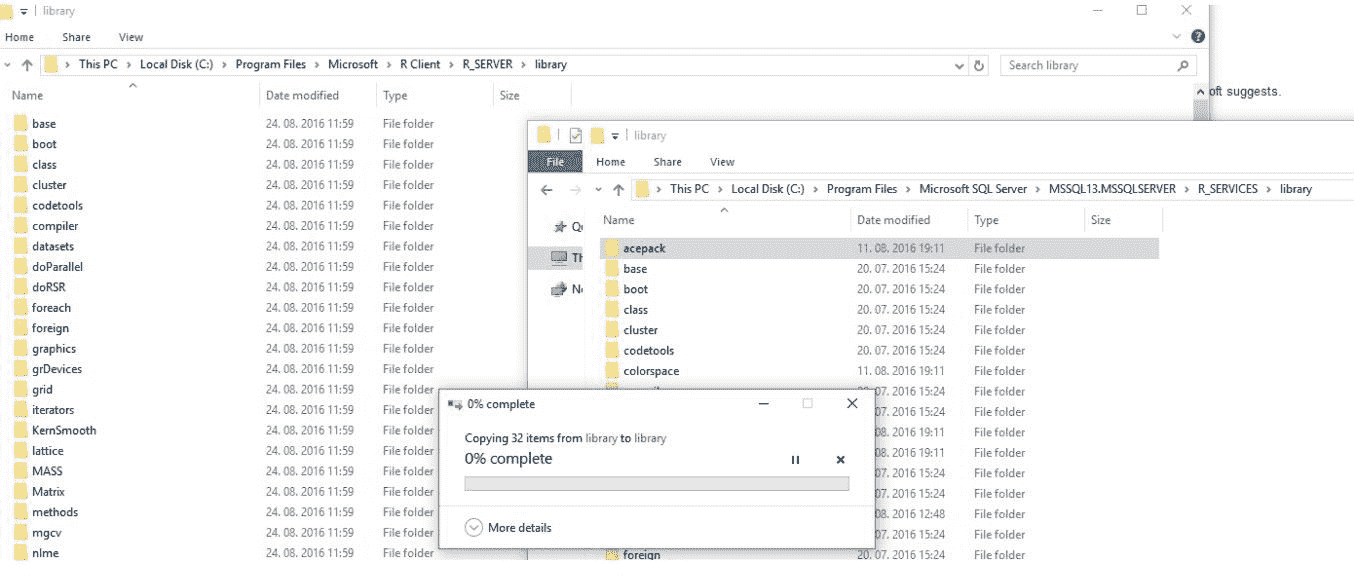 library
Home Share View
This PC > Local Disk (C:) > Program Files > Microsoft > R Client > R_SERVER > library
Search library
Name Date modified Type Size
base 24. 08. 2016 11:59 File folder
boot 24. 08. 2016 11:59 File folder
class 24. 08. 2016 11:59 File folder
cluster 24. 08. 2016 11:59 File folder
codetools 24. 08. 2016 11:59 File folder
compiler 24. 08. 2016 11:59 File folder
datasets 24. 08. 2016 11:59 File folder
doParallel 24. 08. 2016 11:59 File folder
doRSR 24. 08. 2016 11:59 File folder
foreach 24. 08. 2016 11:59 File folder
foreign 24. 08. 2016 11:59 File folder
graphics 24. 08. 2016 11:59 File folder
grDevices 24. 08. 2016 11:59 File folder
grid 24. 08. 2016 11:59 File folder
iterators 24. 08. 2016 11:59 File folder
KernSmooth 24. 08. 2016 11:59 File folder
lattice 24. 08. 2016 11:59 File folder
MASS 24. 08. 2016 11:59 File folder
Matrix 24. 08. 2016 11:59 File folder
methods 24. 08. 2016 11:59 File folder
mgcv 24. 08. 2016 11:59 File folder
nlme 24. 08. 2016 11:59 File folder
oft suggests.
library
File Home Share View
This PC > Local Disk (C:) > Program Files > Microsoft SQL Server > MSSQL13.MSSQLSERVER > R_SERVICES > library
Name Date modified Type Size
acepack 11. 08. 2016 19:11 File folder
base 20. 07. 2016 15:24 File folder
boot 20. 07. 2016 15:24 File folder
class 20. 07. 2016 15:24 File folder
cluster 20. 07. 2016 15:24 File folder
codetools 20. 07. 2016 15:24 File folder
colorspace 11. 08. 2016 19:11 File folder
07. 2016 15:24 File folder
07. 2016 15:24 File folder
08. 2016 19:11 File folder
08. 2016 19:11 File folder
07. 2016 15:24 File folder
07. 2016 15:24 File folder
08. 2016 12:48 File folder
07. 2016 15:24 File folder
foreign 20. 07. 2016 15:24 File folder
0% complete
Copying 32 items from library to library
0% complete
More details